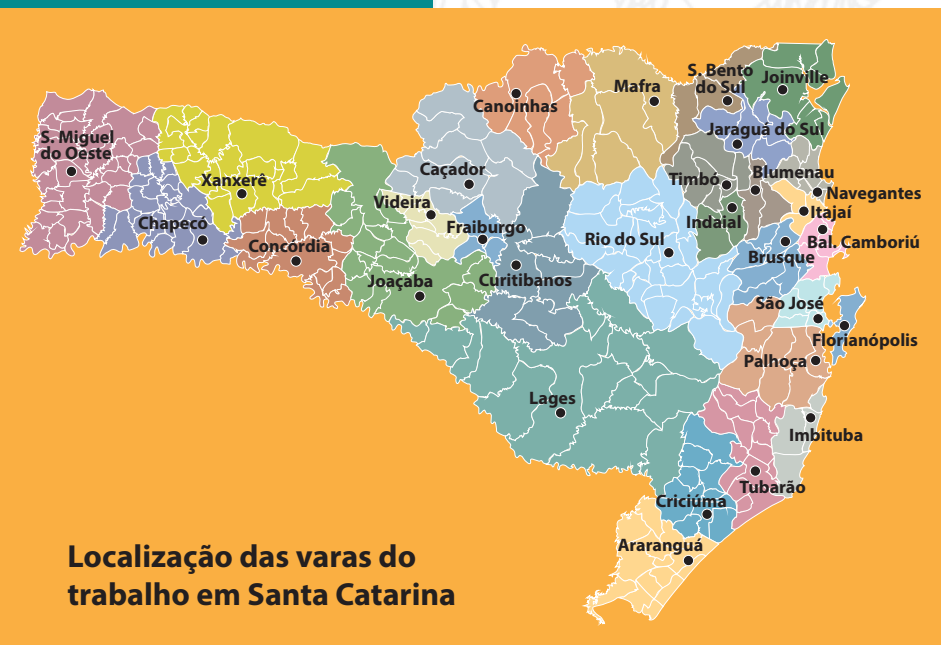 S. Bento
do Sul
Joinville
Mafra
Canoinhas
Jaraguá do Sul
S. Miguel
do Oeste
Caçador
Xanxerê
Timbó
Blumenau
Navegantes
Videira
Itajaí
Chapecó
Fraiburgo
Indaial
Rio do Sul
Bal. Camboriú
Concórdia
Brusque
Joaçaba
Curitibanos
São José
Florianópolis
Palhoça
Lages
Imbituba
Tubarão
Criciúma
Araranguá
Localização das varas do
trabalho em Santa Catarina